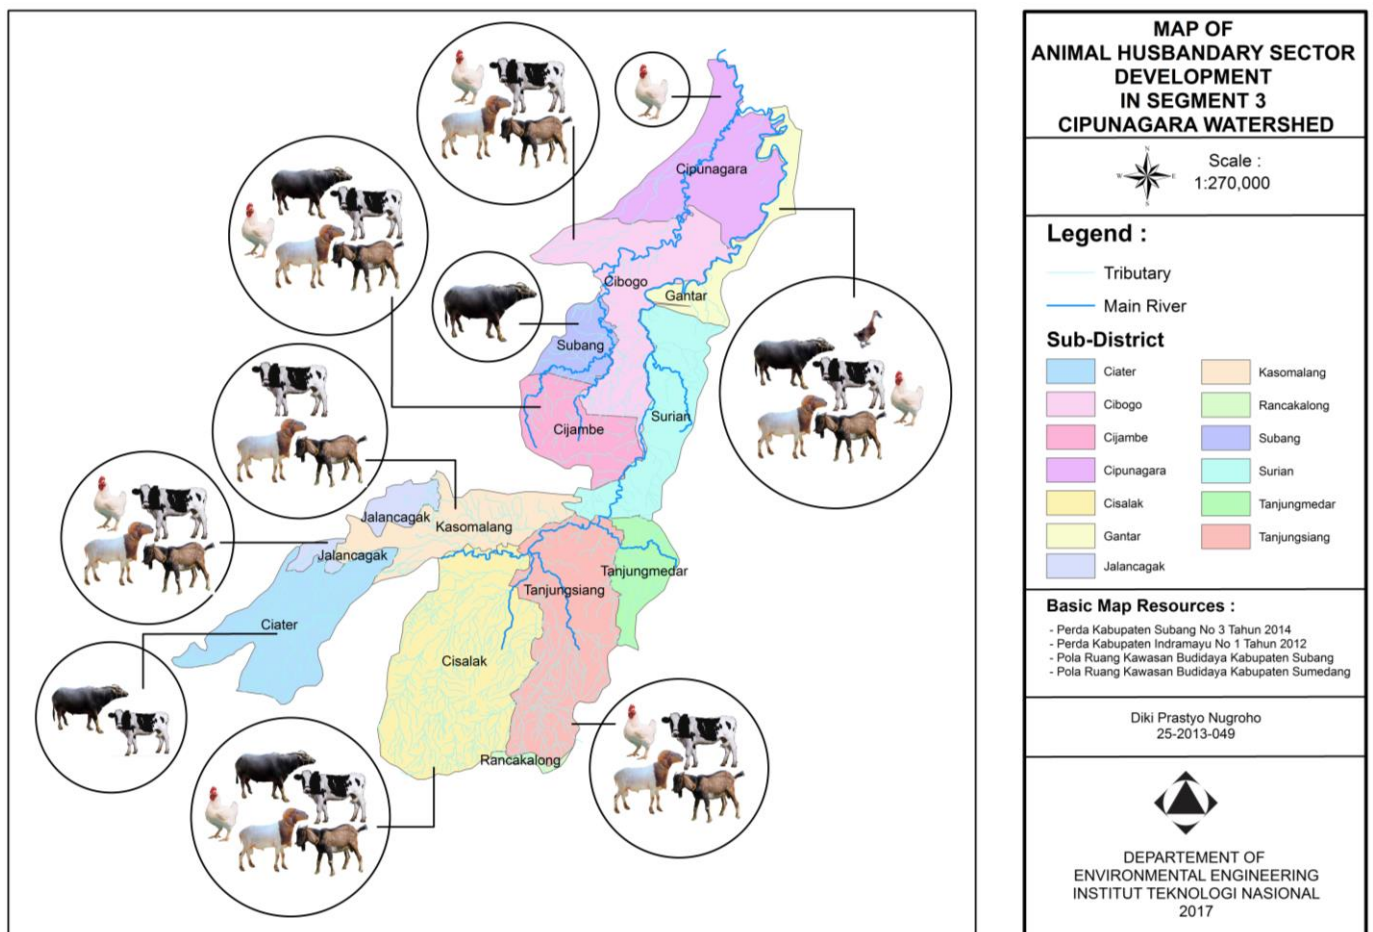 Cipunagara
Cibogo
Gantar
Subang
Surian
Cijambe
Jalancagak
Kasomalang
Jalancagak
Tanjungmedar
Tanjungsiang
Ciater
Cisalak
Rancakalong
MAP OF
ANIMAL HUSBANDARY SECTOR
DEVELOPMENT
IN SEGMENT 3
CIPUNAGARA WATERSHED
N
W
E
S
Scale :
1:270,000
Legend :
Tributary
Main River
Sub-District
Ciater
Cibogo
Cijambe
Cipunagara
Cisalak
Gantar
Jalancagak
Kasomalang
Rancakalong
Subang
Surian
Tanjungmedar
Tanjungsiang
Basic Map Resources :
- Perda Kabupaten Subang No 3 Tahun 2014
- Perda Kabupaten Indramayu No 1 Tahun 2012
- Pola Ruang Kawasan Budidaya Kabupaten Subang
- Pola Ruang Kawasan Budidaya Kabupaten Sumedang
Diki Prastyo Nugroho
25-2013-049
DEPARTEMENT OF
ENVIRONMENTAL ENGINEERING
INSTITUT TEKNOLOGI NASIONAL
2017